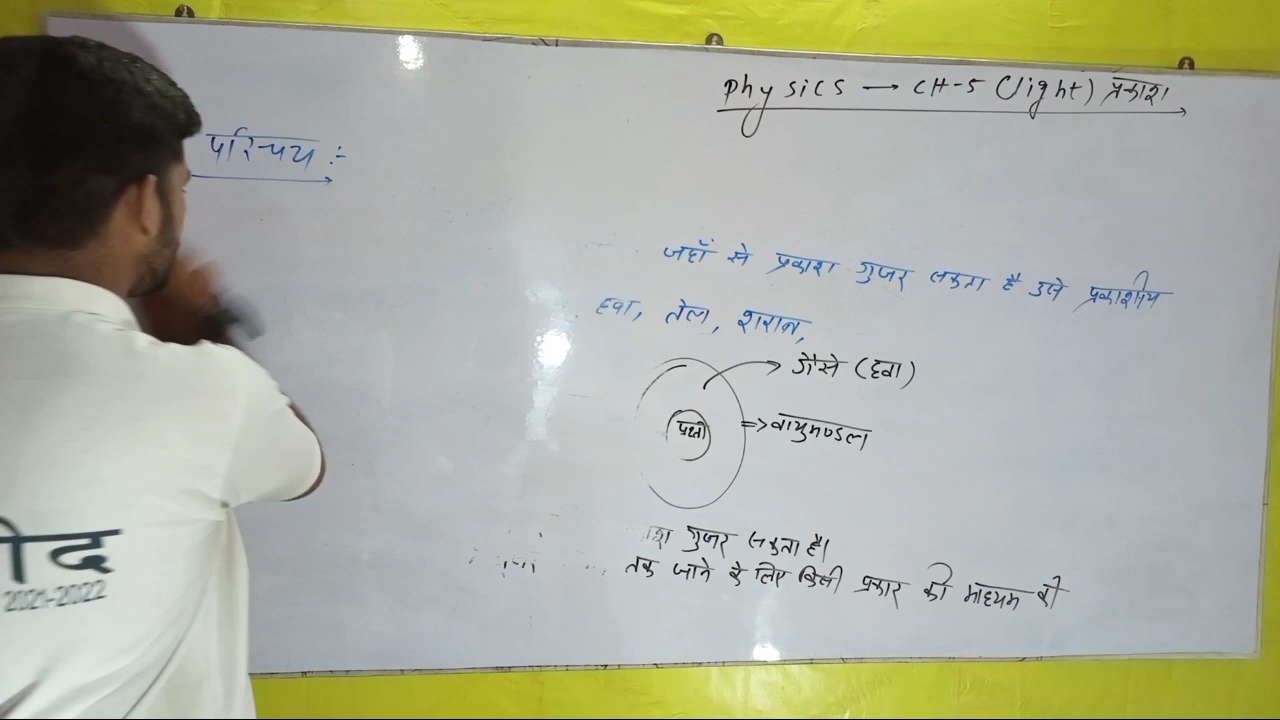 Physics → CH-5 (light) प्रकाश
परिचय :-
जहाँ से प्रकाश गुजर सकता है उसे प्रकाशीय
हवा, तेल, शराब,
जैसे (हवा)
पृथ्वी
=> वायुमण्डल
गुजर सकता है।
तक जाने के लिए किसी प्रकार की माध्यम की
ीद
2021-2022